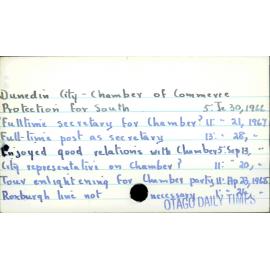 Dunedin City - Chamber of Commerce
Protection for South 5. Je 30, 1966
Fulltime secretary for Chamber? 11: - 21, 1967
Full-time post as secretary 13: - 28, -
Enjoyed good relations with Chamber 5. Sep 13, -
City representative on Chamber? 11: - 20, -
Tour enlightening for Chamber party 11: Ap 23, 1968
Roxburgh line not necessary 1: - 24, -
OTAGO DAILY TIMES